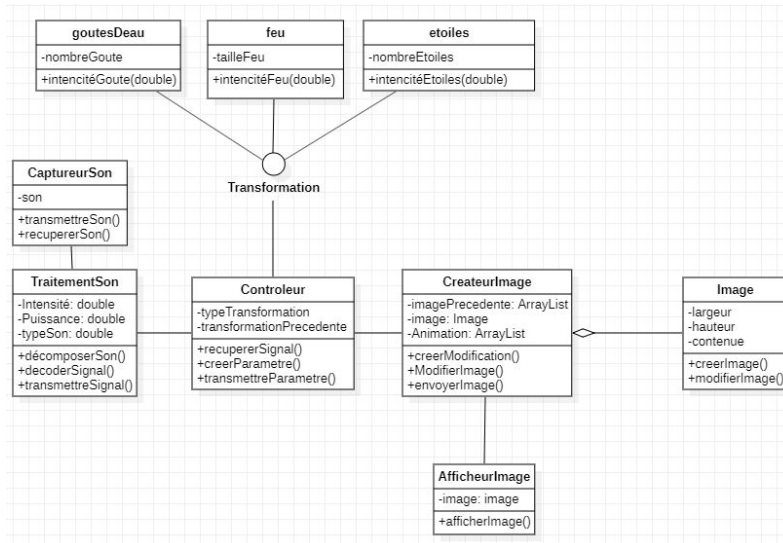 goutesDeau
-nombreGoute
+intencitéGoute(double)
feu
-tailleFeu
+intencitéFeu(double)
etoiles
-nombreEtoiles
+intencitéEtoiles(double)
Transformation
CaptureurSon
-son
+transmettreSon()
+recupererSon()
TraitementSon
-Intensité: double
-Puissance: double
-typeSon: double
+décomposerSon()
+decoderSignal()
+transmettreSignal()
Controleur
-typeTransformation
-transformationPrecedente
+recupererSignal()
+creerParametre()
+transmettreParametre()
CreateurImage
-imagePrecedente: ArrayList
-image: Image
-Animation: ArrayList
+creerModification()
+ModifierImage()
+envoyerImage()
Image
-largeur
-hauteur
-contenue
+creerImage()
+modifierImage()
AfficheurImage
-image: image
+afficherImage()